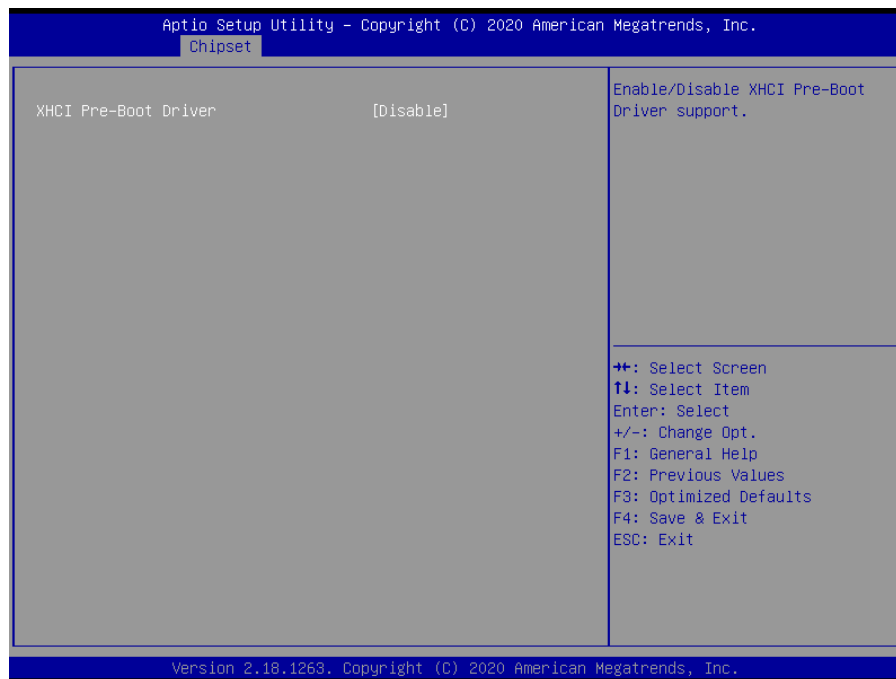 Aptio Setup Utility – Copyright (C) 2020 American Megatrends, Inc.
Chipset
XHCI Pre-Boot Driver [Disable]
Enable/Disable XHCI Pre-Boot
Driver support.
→←: Select Screen
↑↓: Select Item
Enter: Select
+/-: Change Opt.
F1: General Help
F2: Previous Values
F3: Optimized Defaults
F4: Save & Exit
ESC: Exit
Version 2.18.1263. Copyright (C) 2020 American Megatrends, Inc.